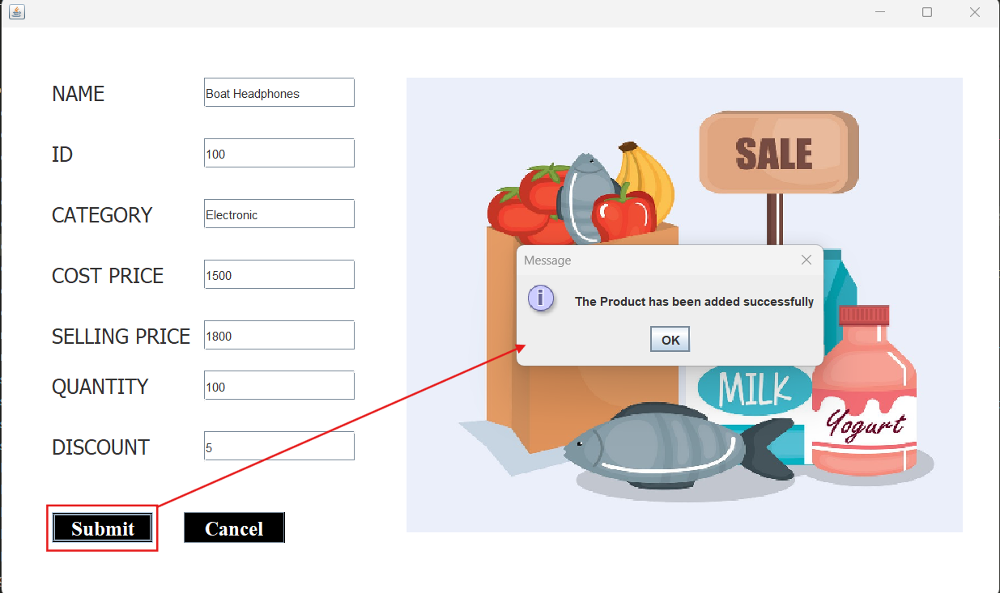 NAME
Boat Headphones
ID
100
CATEGORY
Electronic
COST PRICE
1500
SELLING PRICE
1800
QUANTITY
100
DISCOUNT
5
Submit
Cancel
SALE
Message
The Product has been added successfully
OK
MILK
Yogurt